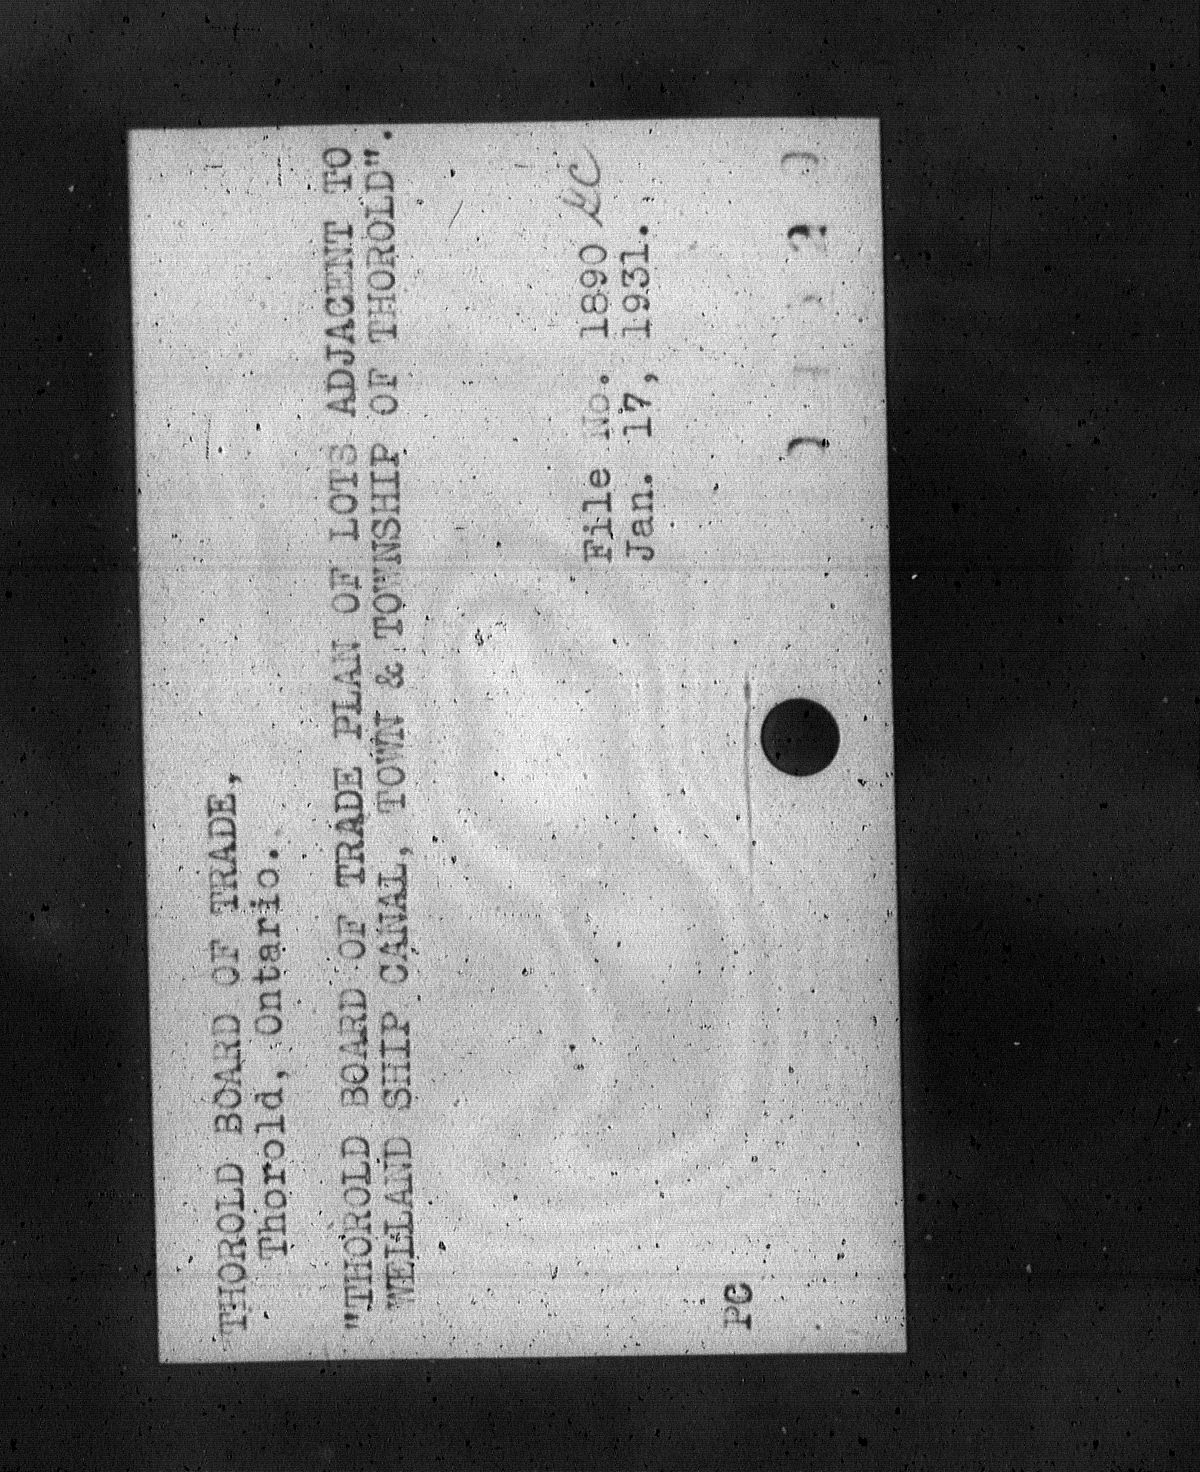 THOROLD BOARD OF TRADE,
Thorold, Ontario.
"THOROLD BOARD OF TRADE PLAN OF LOTS ADJACENT TO
WELLAND SHIP CANAL, TOWN & TOWNSHIP OF THOROLD".
File No. 1890
Jan. 17, 1931.
PC